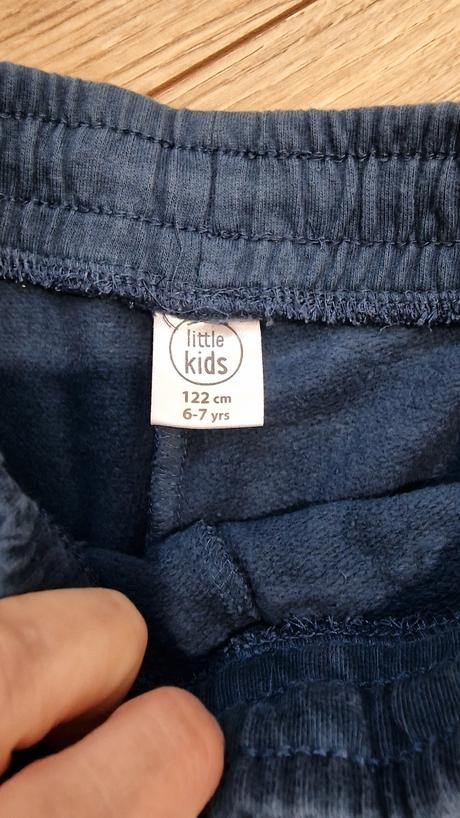 little
kids
122 cm
6-7 yrs